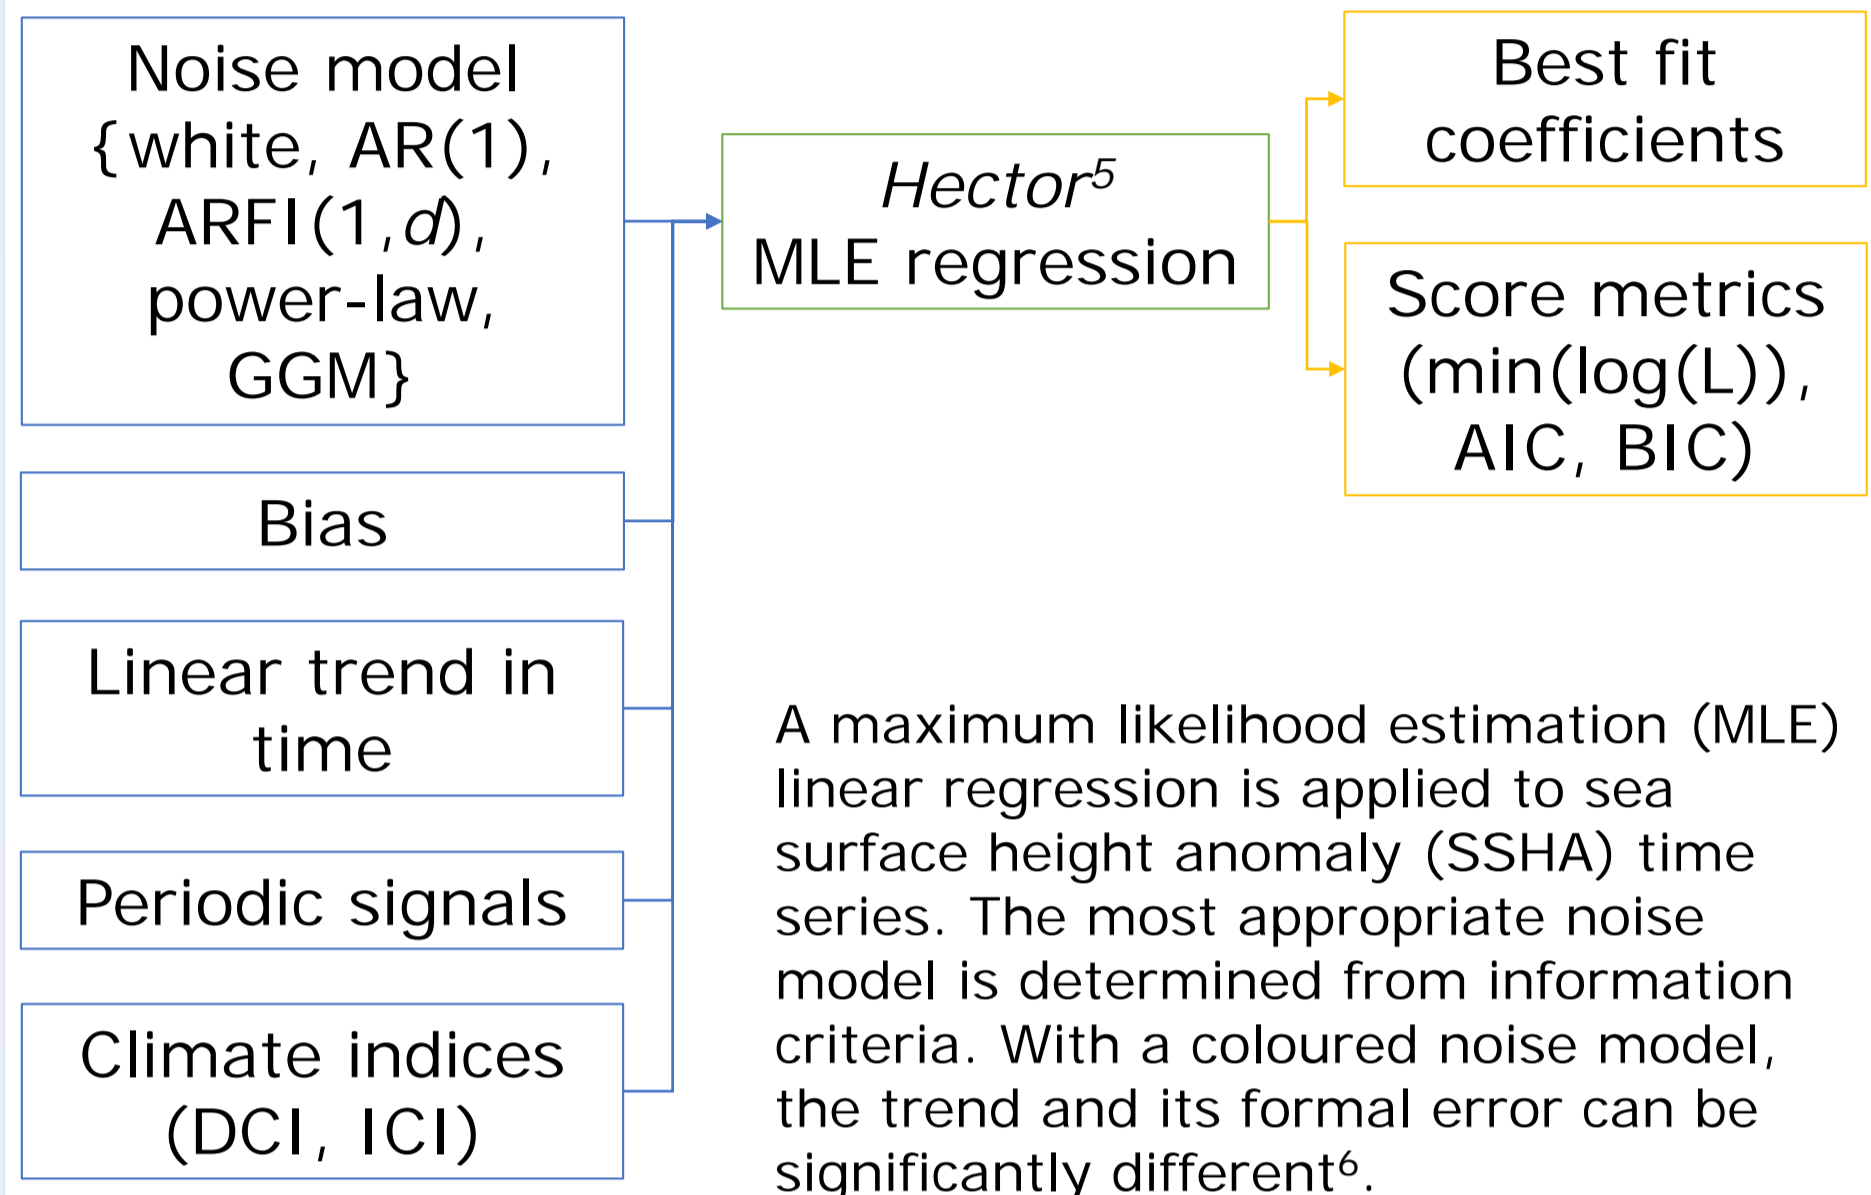 Noise model
{white, AR(1),
ARFI(1,d),
power-law,
GGM}
Bias
Linear trend in
time
Periodic signals
Climate indices
(DCI, ICI)
Hector⁵
MLE regression
Best fit
coefficients
Score metrics
(min(log(L)),
AIC, BIC)
A maximum likelihood estimation (MLE)
linear regression is applied to sea
surface height anomaly (SSHA) time
series. The most appropriate noise
model is determined from information
criteria. With a coloured noise model,
the trend and its formal error can be
significantly different⁶.